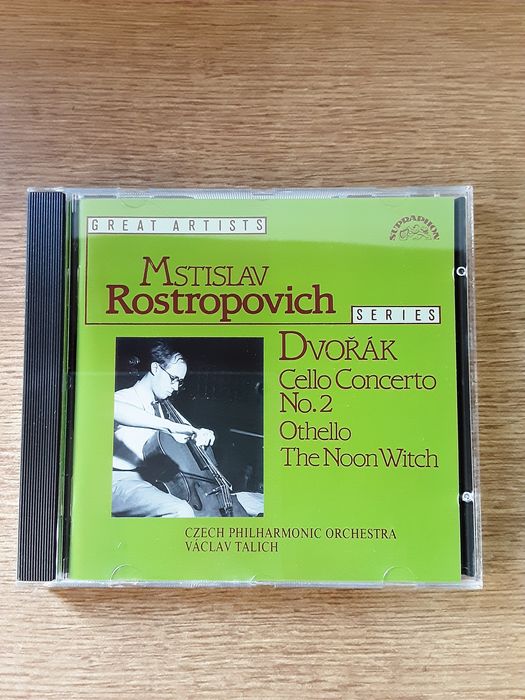 GREAT ARTISTS
SUPRAPHON
MSTISLAV
Rostropovich
SERIES
DVOŘÁK
Cello Concerto
No.2
Othello
The Noon Witch
CZECH PHILHARMONIC ORCHESTRA
VÁCLAV TALICH